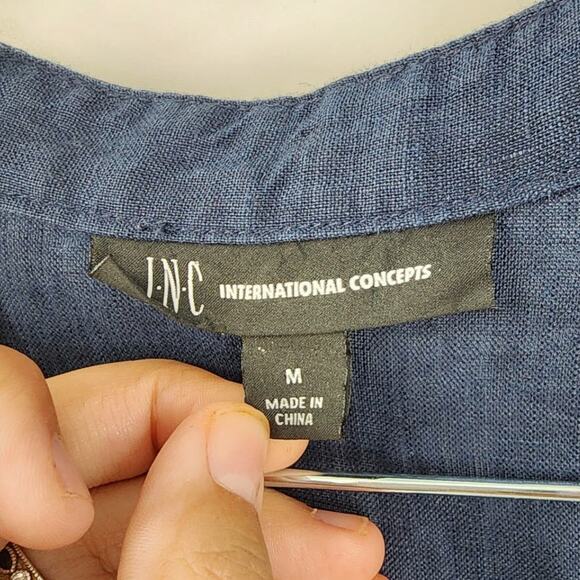 I·N·C INTERNATIONAL CONCEPTS
M
MADE IN
CHINA